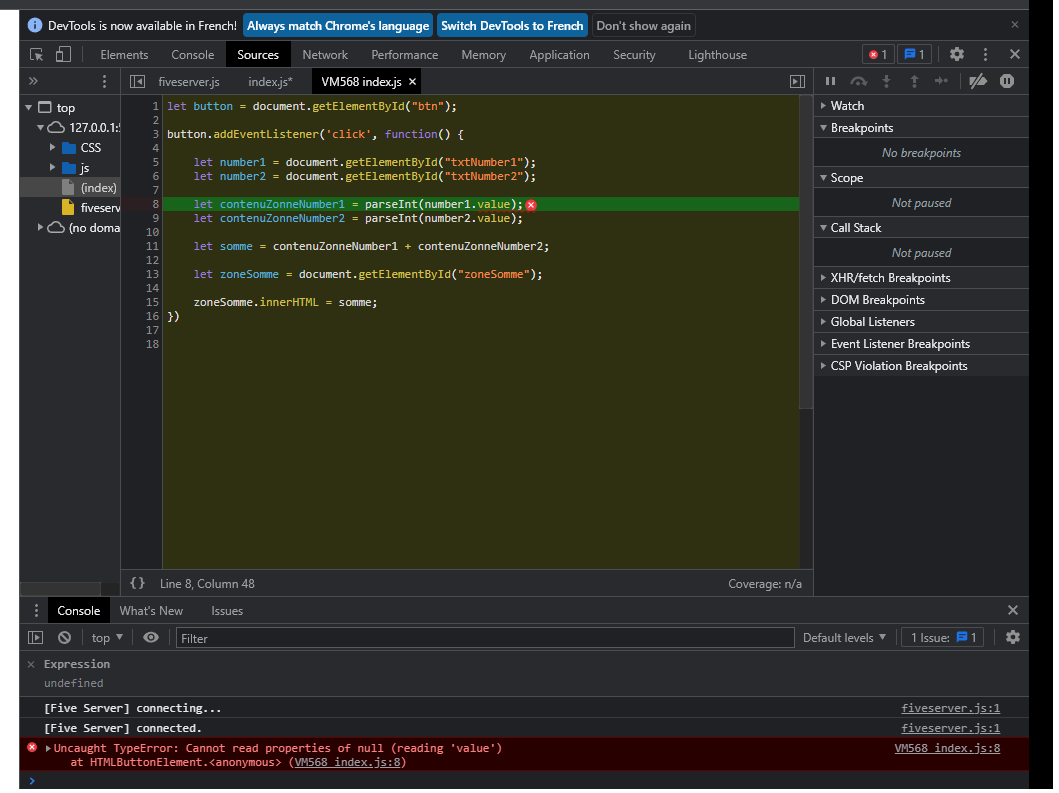 DevTools is now available in French! Always match Chrome's language Switch DevTools to French Don't show again
Elements Console Sources Network Performance Memory Application Security Lighthouse 1 1
fiveserver.js index.js* VM568 index.js
top
127.0.0.1:5
CSS
js
(index)
fiveserv
(no doma
1 let button = document.getElementById("btn");
2
3 button.addEventListener('click', function() {
4
5 let number1 = document.getElementById("txtNumber1");
6 let number2 = document.getElementById("txtNumber2");
7
8 let contenuZonneNumber1 = parseInt(number1.value);
9 let contenuZonneNumber2 = parseInt(number2.value);
10
11 let somme = contenuZonneNumber1 + contenuZonneNumber2;
12
13 let zoneSomme = document.getElementById("zoneSomme");
14
15 zoneSomme.innerHTML = somme;
16 })
17
18
{} Line 8, Column 48 Coverage: n/a
Watch
Breakpoints
No breakpoints
Scope
Not paused
Call Stack
Not paused
XHR/fetch Breakpoints
DOM Breakpoints
Global Listeners
Event Listener Breakpoints
CSP Violation Breakpoints
Console What's New Issues
top Filter Default levels 1 Issue: 1
Expression
undefined
[Five Server] connecting... fiveserver.js:1
[Five Server] connected. fiveserver.js:1
Uncaught TypeError: Cannot read properties of null (reading 'value') VM568 index.js:8
at HTMLButtonElement.<anonymous> (VM568 index.js:8)